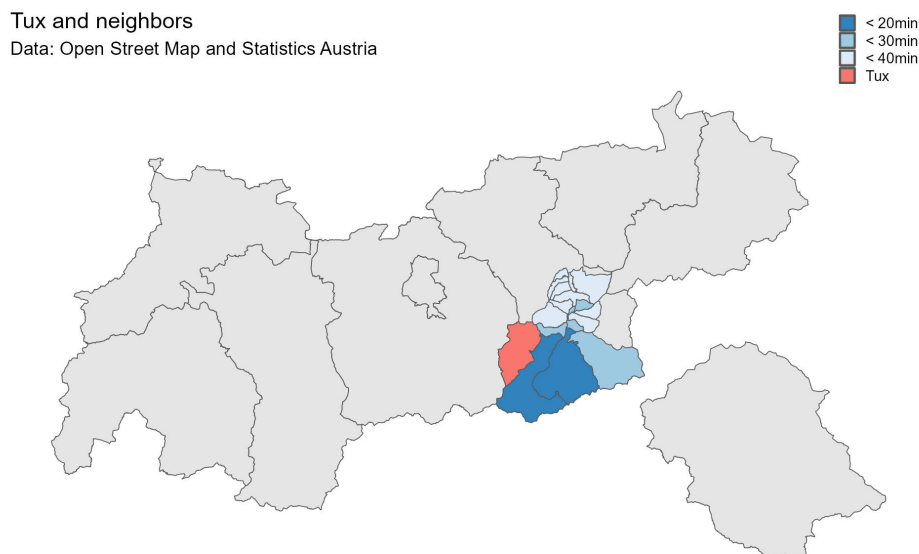 Tux and neighbors
Data: Open Street Map and Statistics Austria
< 20min
< 30min
< 40min
Tux